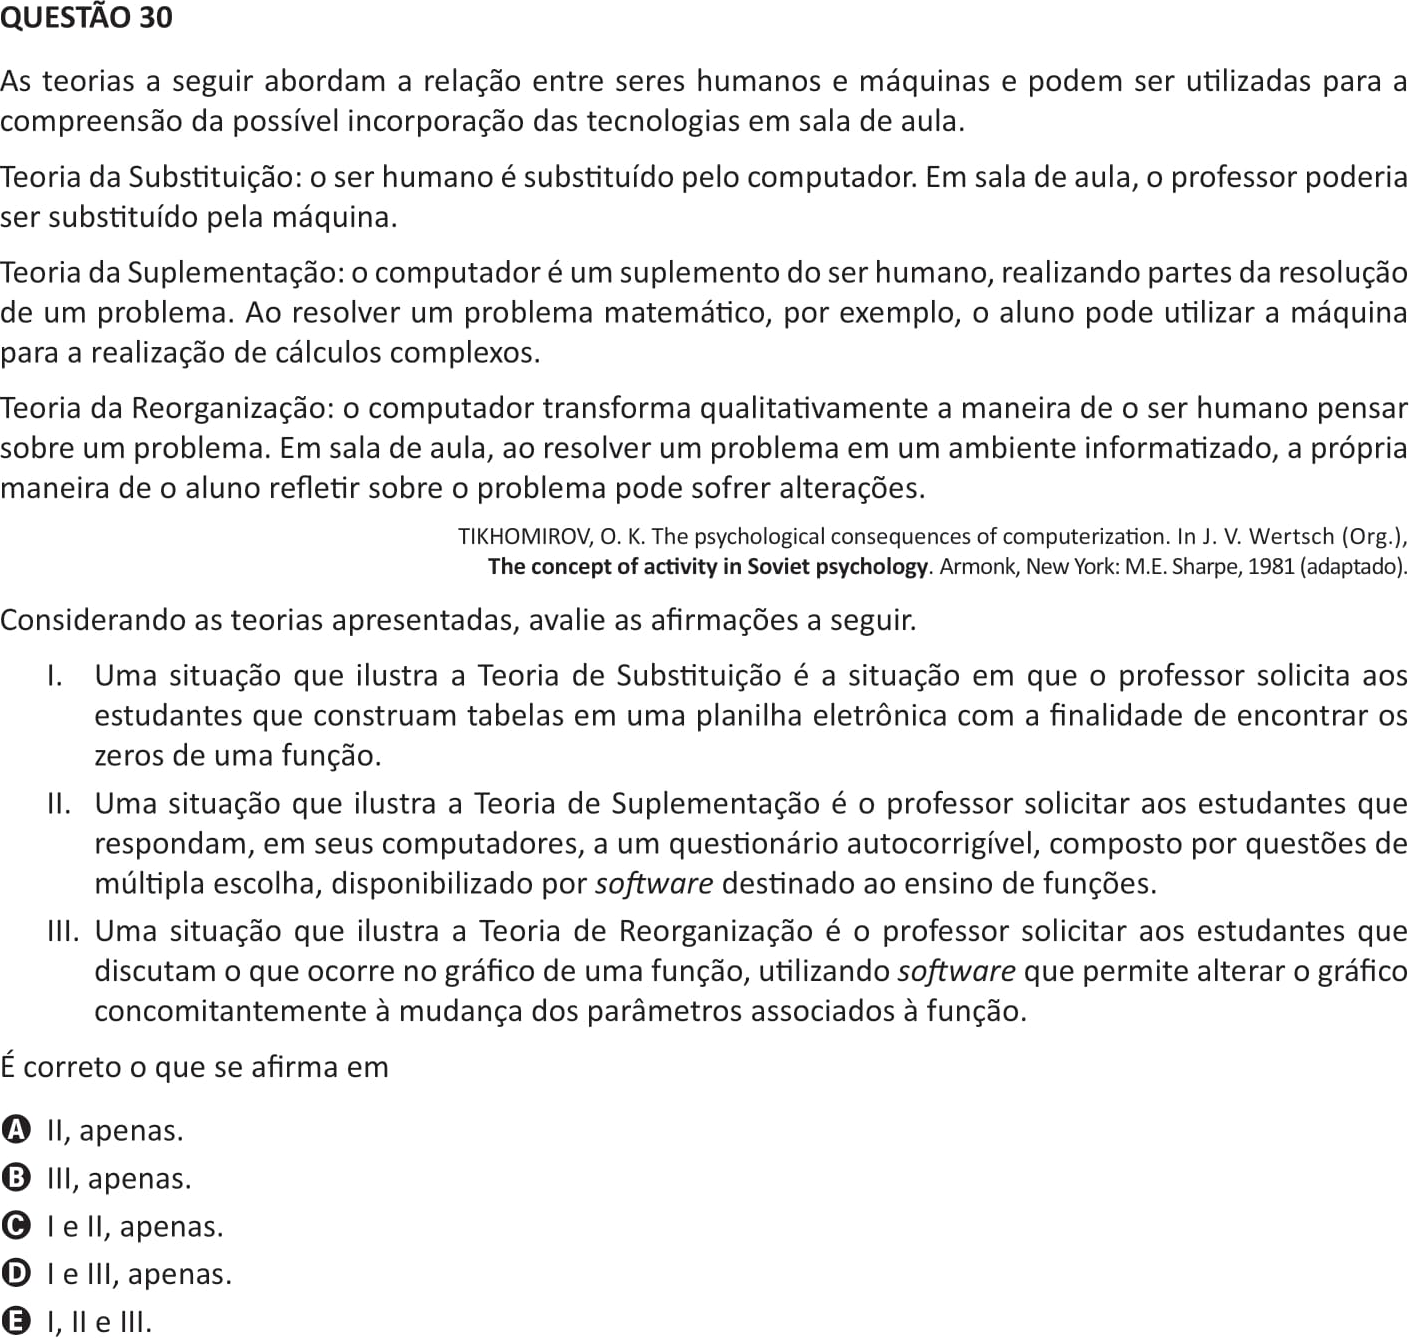 QUESTÃO 30
As teorias a seguir abordam a relação entre seres humanos e máquinas e podem ser utilizadas para a
compreensão da possível incorporação das tecnologias em sala de aula.
Teoria da Substituição: o ser humano é substituído pelo computador. Em sala de aula, o professor poderia
ser substituído pela máquina.
Teoria da Suplementação: o computador é um suplemento do ser humano, realizando partes da resolução
de um problema. Ao resolver um problema matemático, por exemplo, o aluno pode utilizar a máquina
para a realização de cálculos complexos.
Teoria da Reorganização: o computador transforma qualitativamente a maneira de o ser humano pensar
sobre um problema. Em sala de aula, ao resolver um problema em um ambiente informatizado, a própria
maneira de o aluno refletir sobre o problema pode sofrer alterações.
TIKHOMIROV, O. K. The psychological consequences of computerization. In J. V. Wertsch (Org.),
The concept of activity in Soviet psychology. Armonk, New York: M.E. Sharpe, 1981 (adaptado).
Considerando as teorias apresentadas, avalie as afirmações a seguir.
I. Uma situação que ilustra a Teoria de Substituição é a situação em que o professor solicita aos
estudantes que construam tabelas em uma planilha eletrônica com a finalidade de encontrar os
zeros de uma função.
II. Uma situação que ilustra a Teoria de Suplementação é o professor solicitar aos estudantes que
respondam, em seus computadores, a um questionário autocorrigível, composto por questões de
múltipla escolha, disponibilizado por software destinado ao ensino de funções.
III. Uma situação que ilustra a Teoria de Reorganização é o professor solicitar aos estudantes que
discutam o que ocorre no gráfico de uma função, utilizando software que permite alterar o gráfico
concomitantemente à mudança dos parâmetros associados à função.
É correto o que se afirma em
A II, apenas.
B III, apenas.
C I e II, apenas.
D I e III, apenas.
E I, II e III.